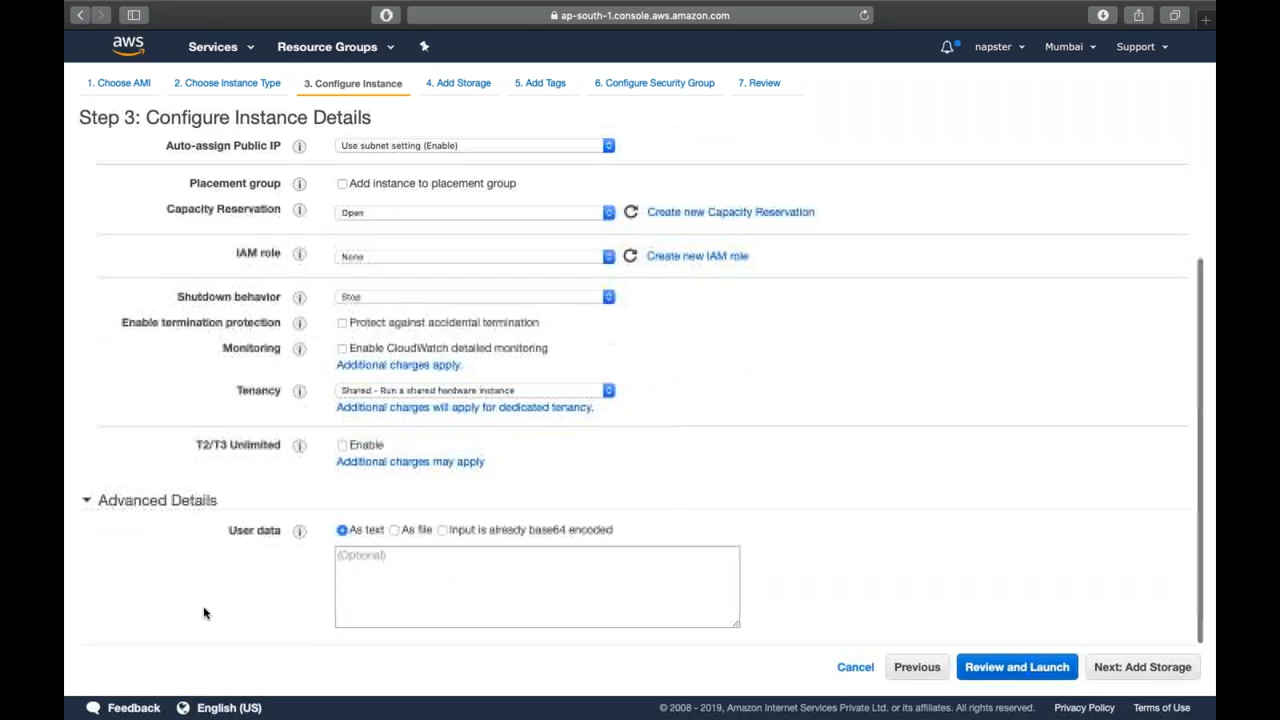 ap-south-1.console.aws.amazon.com
aws Services Resource Groups napster Mumbai Support
1. Choose AMI 2. Choose Instance Type 3. Configure Instance 4. Add Storage 5. Add Tags 6. Configure Security Group 7. Review
Step 3: Configure Instance Details
Auto-assign Public IP Use subnet setting (Enable)
Placement group Add instance to placement group
Capacity Reservation Open Create new Capacity Reservation
IAM role None Create new IAM role
Shutdown behavior Stop
Enable termination protection Protect against accidental termination
Monitoring Enable CloudWatch detailed monitoring
Additional charges apply.
Tenancy Shared - Run a shared hardware instance
Additional charges will apply for dedicated tenancy.
T2/T3 Unlimited Enable
Additional charges may apply
Advanced Details
User data As text As file Input is already base64 encoded
(Optional)
Cancel Previous Review and Launch Next: Add Storage
Feedback English (US) © 2008 - 2019, Amazon Internet Services Private Ltd. or its affiliates. All rights reserved. Privacy Policy Terms of Use